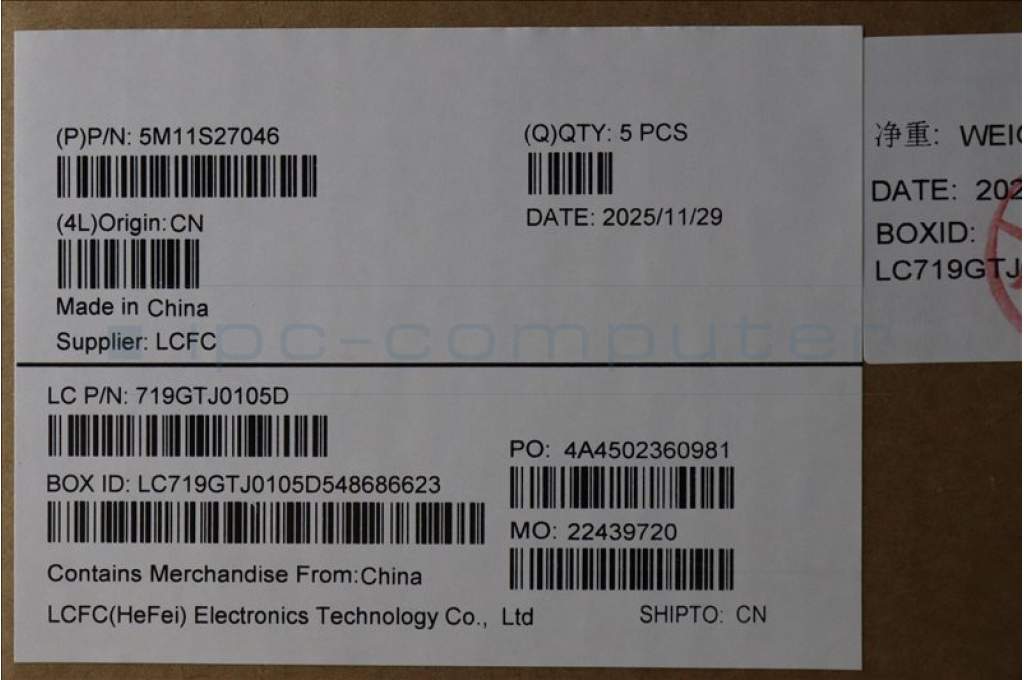 (P)P/N: 5M11S27046
(Q)QTY: 5 PCS
(4L)Origin:CN
DATE: 2025/11/29
Made in China
Supplier: LCFC
ipc-computer
LC P/N: 719GTJ0105D
PO: 4A4502360981
BOX ID: LC719GTJ0105D548686623
MO: 22439720
Contains Merchandise From:China
LCFC(HeFei) Electronics Technology Co., Ltd
SHIPTO: CN
净重:
DATE: 202
BOXID:
LC719GTJ